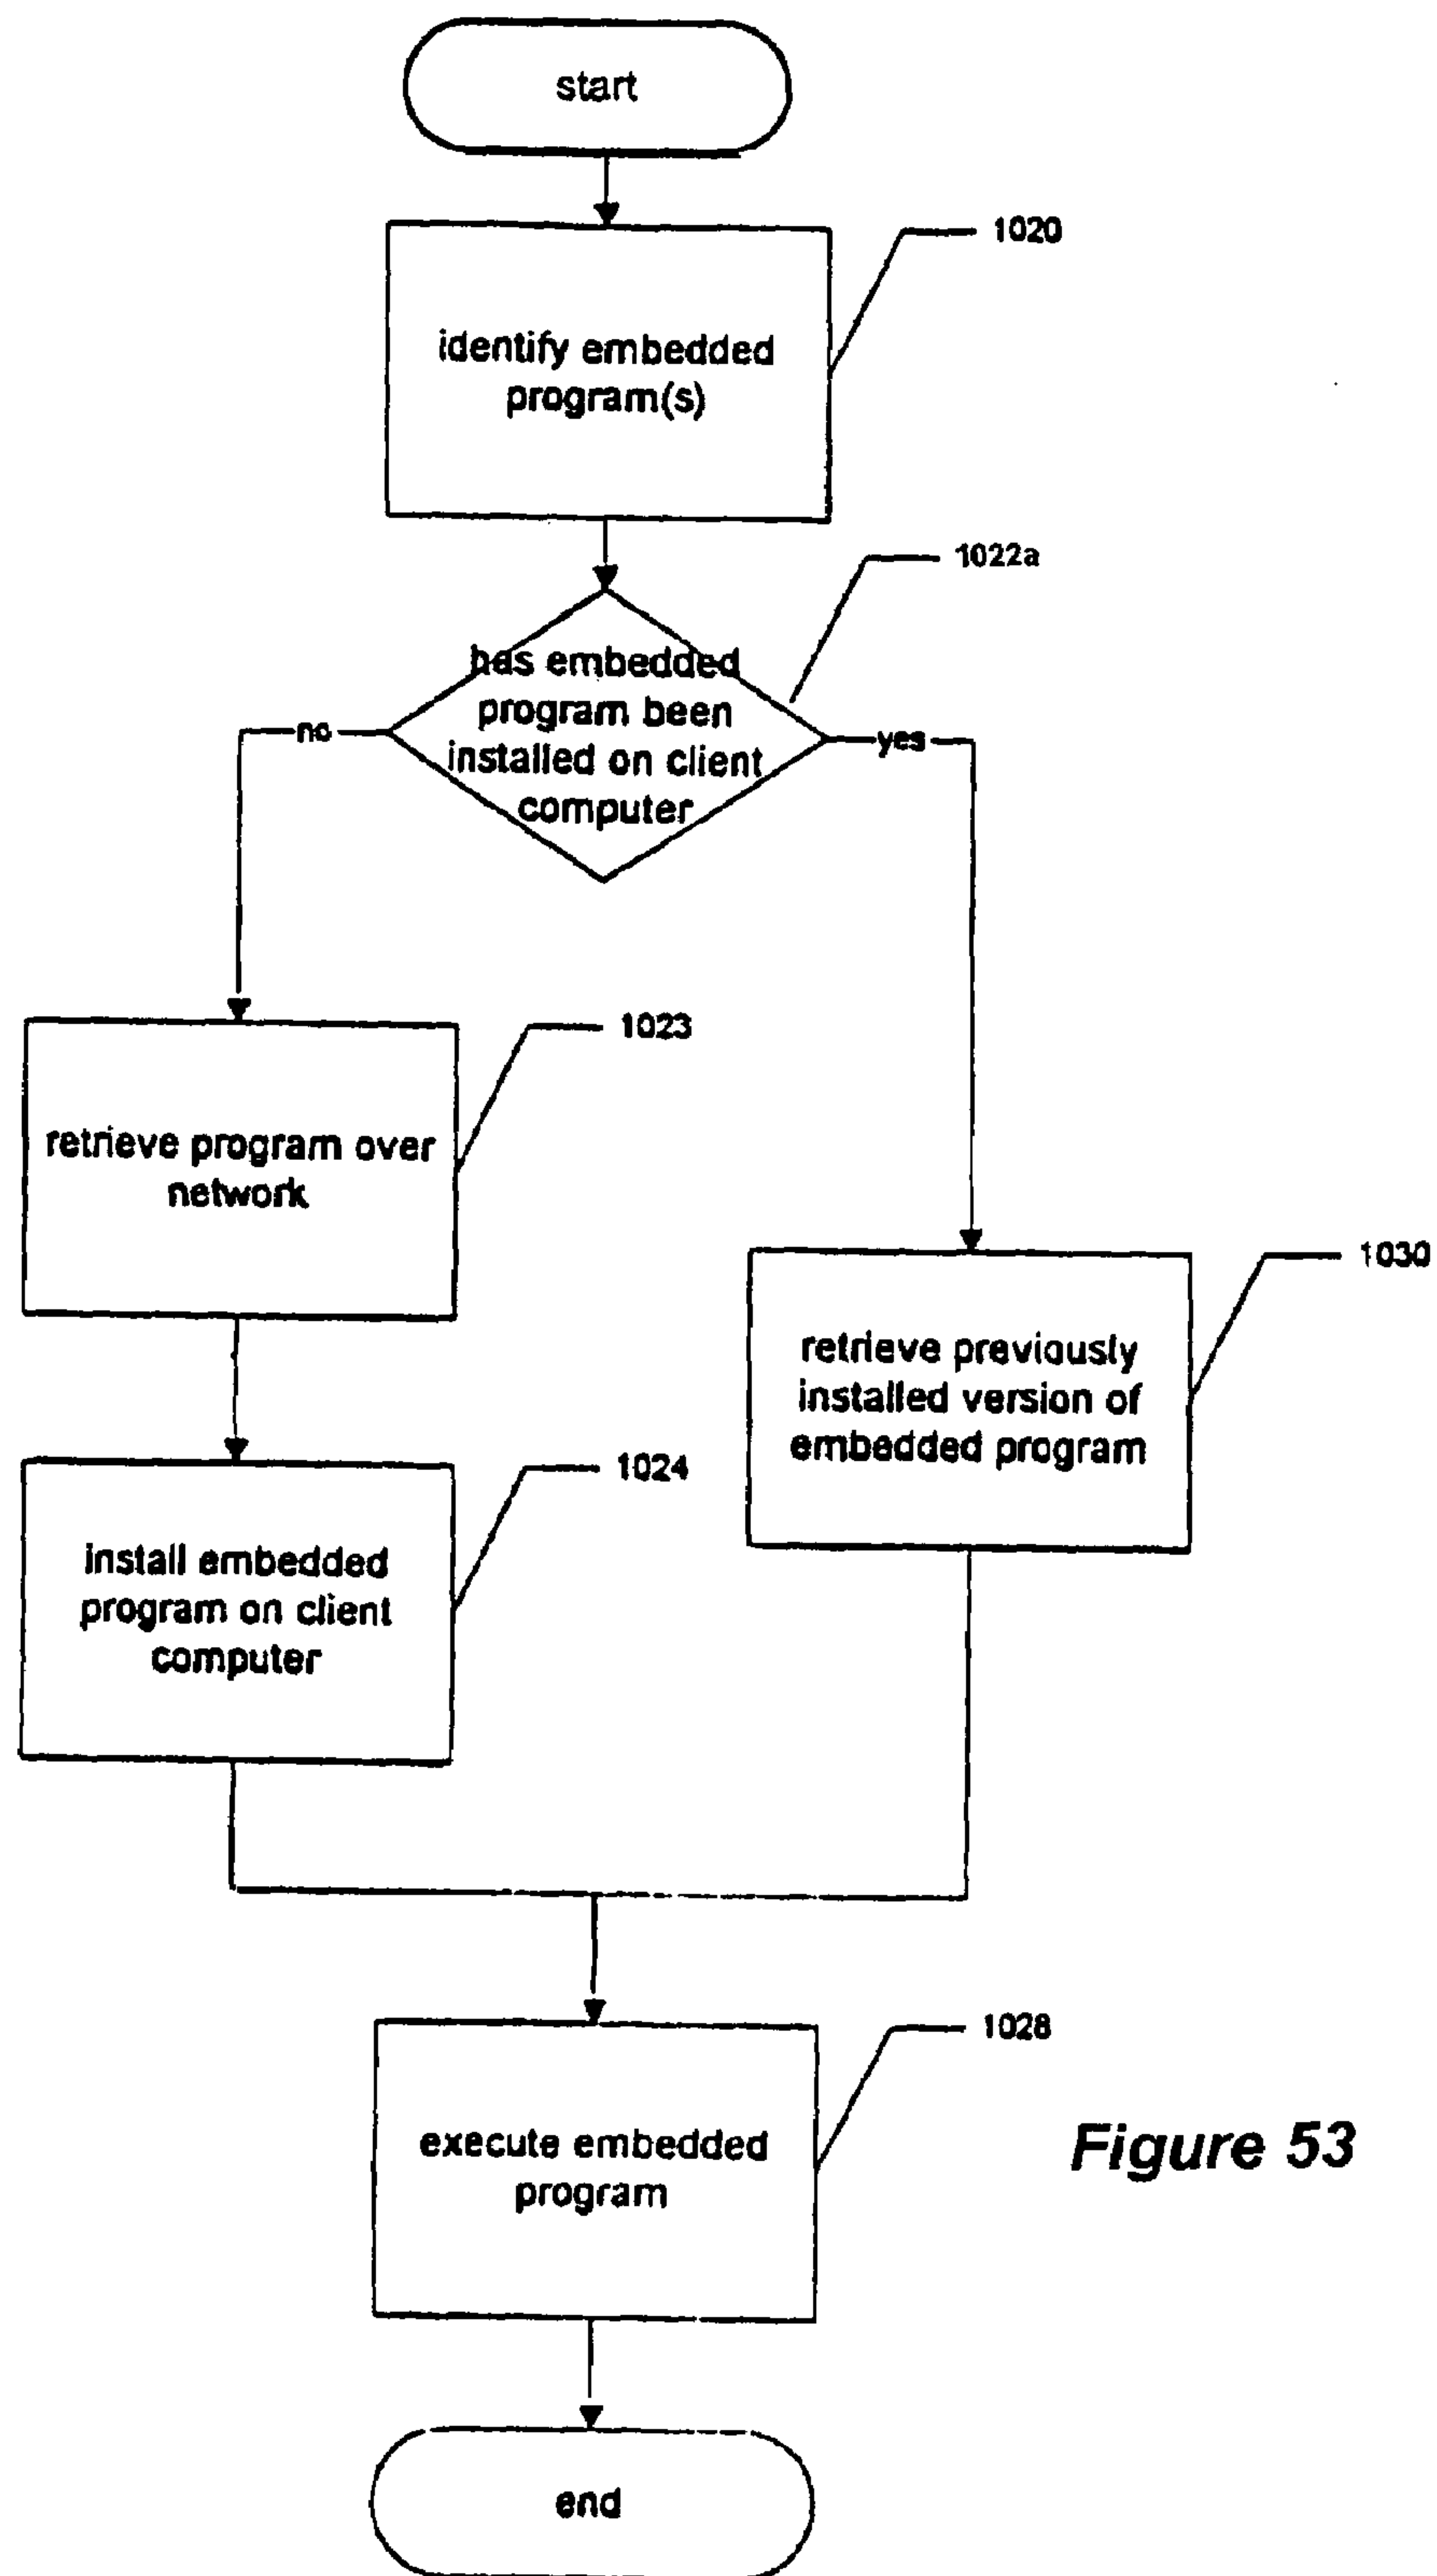 start
1020
identify embedded
program(s)
1022a
has embedded
program been
installed on client
computer
no
yes
1023
retrieve program over
network
1030
retrieve previously
installed version of
embedded program
1024
install embedded
program on client
computer
1028
execute embedded
program
Figure 53
end